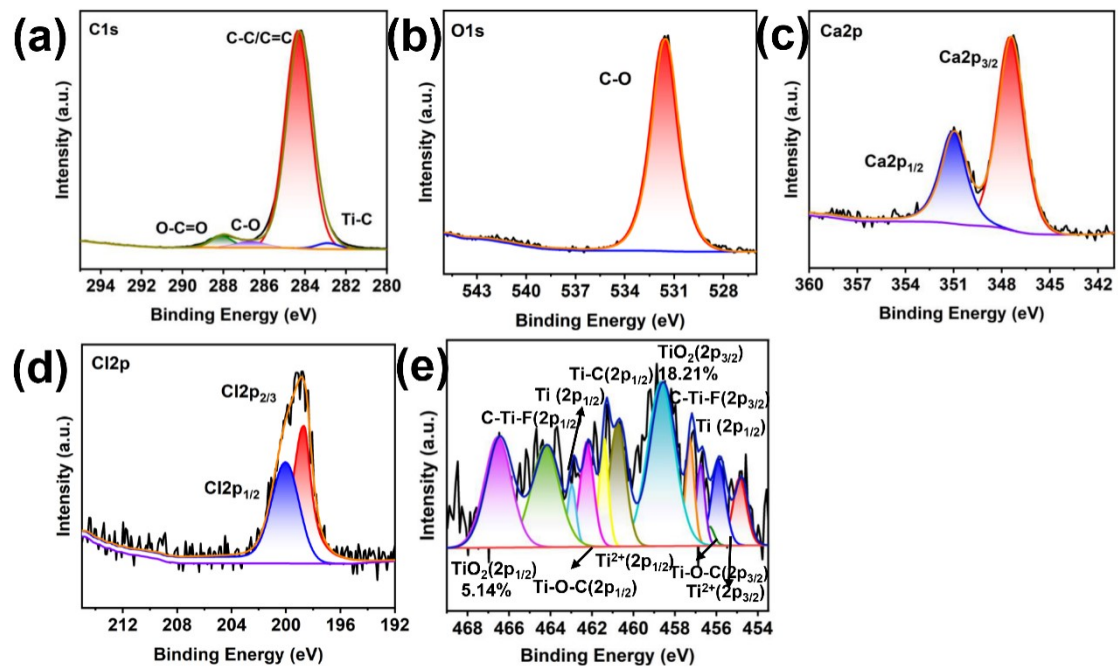 (a)
C1s
C-C/C=C
O-C=O
C-O
Ti-C
Intensity (a.u.)
294 292 290 288 286 284 282 280
Binding Energy (eV)
(b)
O1s
C-O
Intensity (a.u.)
543 540 537 534 531 528
Binding Energy (eV)
(c)
Ca2p
Ca2p3/2
Ca2p1/2
Intensity (a.u.)
360 357 354 351 348 345 342
Binding Energy (eV)
(d)
Cl2p
Cl2p2/3
Cl2p1/2
Intensity (a.u.)
212 208 204 200 196 192
Binding Energy (eV)
(e)
TiO2(2p3/2)
18.21%
Ti-C(2p1/2)
Ti (2p1/2)
C-Ti-F(2p1/2)
C-Ti-F(2p3/2)
Ti (2p1/2)
TiO2(2p1/2)
5.14%
Ti-O-C(2p1/2)
Ti2+(2p1/2)
Ti-O-C(2p3/2)
Ti2+(2p3/2)
Intensity (a.u.)
468 466 464 462 460 458 456 454
Binding Energy (eV)